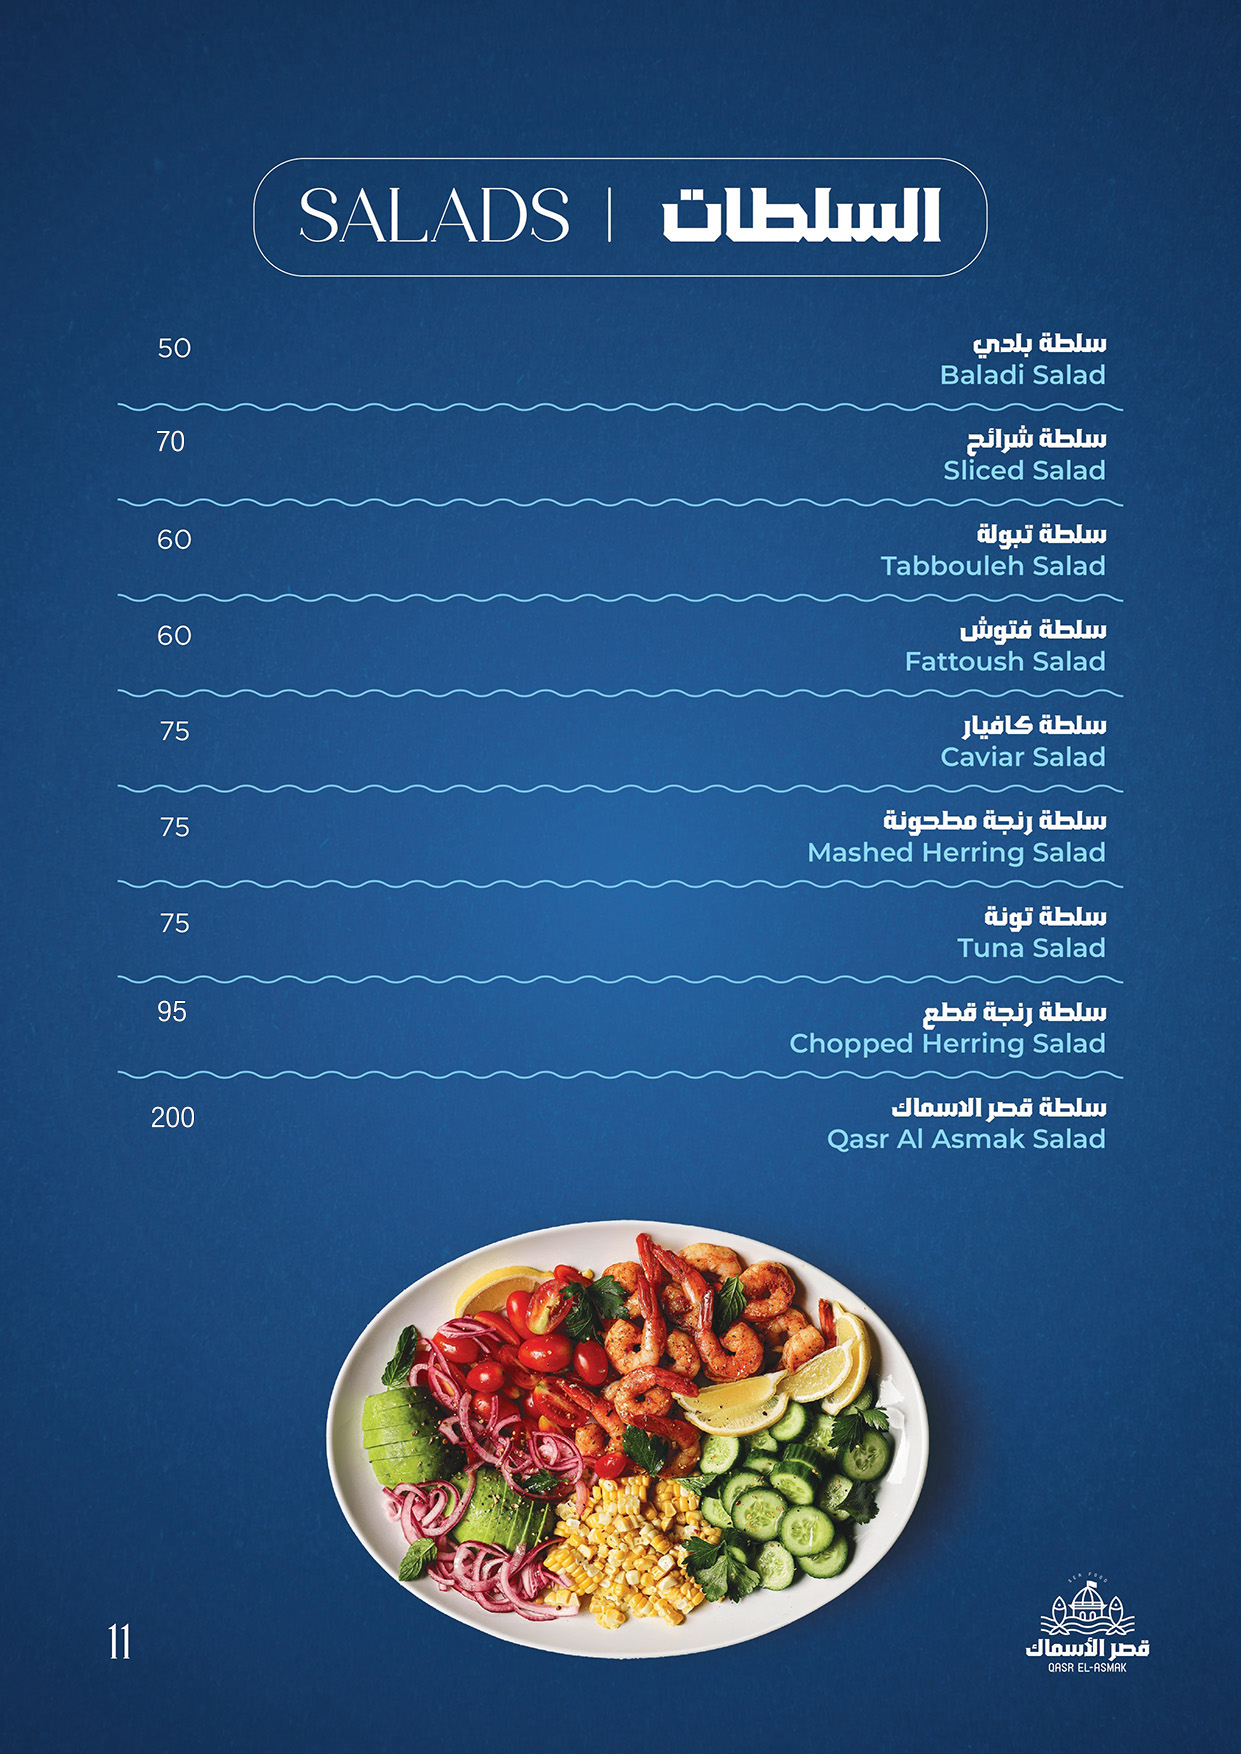 SALADS | السلطات
سلطة بلدي
50
Baladi Salad
سلطة شرائح
70
Sliced Salad
سلطة تبولة
60
Tabbouleh Salad
سلطة فتوش
60
Fattoush Salad
سلطة كافيار
75
Caviar Salad
سلطة رنجة مطحونة
75
Mashed Herring Salad
سلطة تونة
75
Tuna Salad
سلطة رنجة قطع
95
Chopped Herring Salad
سلطة قصر الاسماك
200
Qasr Al Asmak Salad
SEA FOOD
قصر الأسماك
QASR EL-ASMAK
11